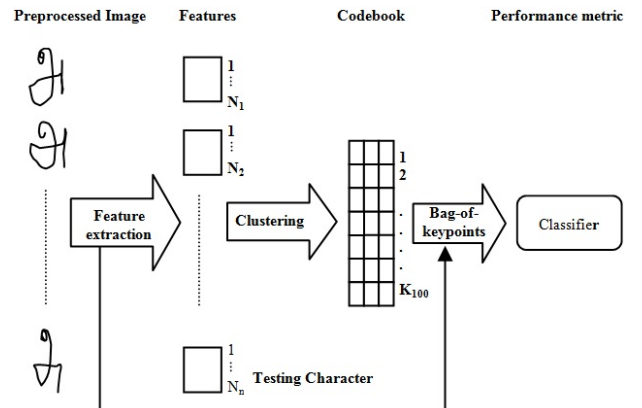 Preprocessed Image Features Codebook Performance metric
1
⋮
N1
1
⋮
N2
Feature
extraction
Clustering
1
2
.
.
.
.
K100
Bag-of-
keypoints
Classifier
1
⋮
Nn
Testing Character